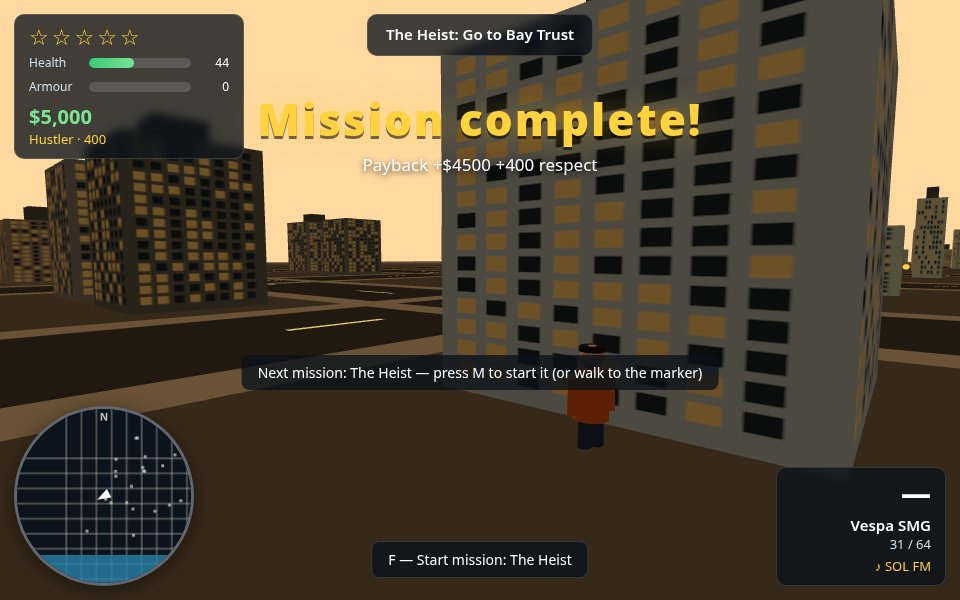 ☆☆☆☆☆
Health 44
Armour 0
$5,000
Hustler · 400
The Heist: Go to Bay Trust
Mission complete!
Payback +$4500 +400 respect
Next mission: The Heist — press M to start it (or walk to the marker)
N
F — Start mission: The Heist
—
Vespa SMG
31 / 64
♪ SOL FM